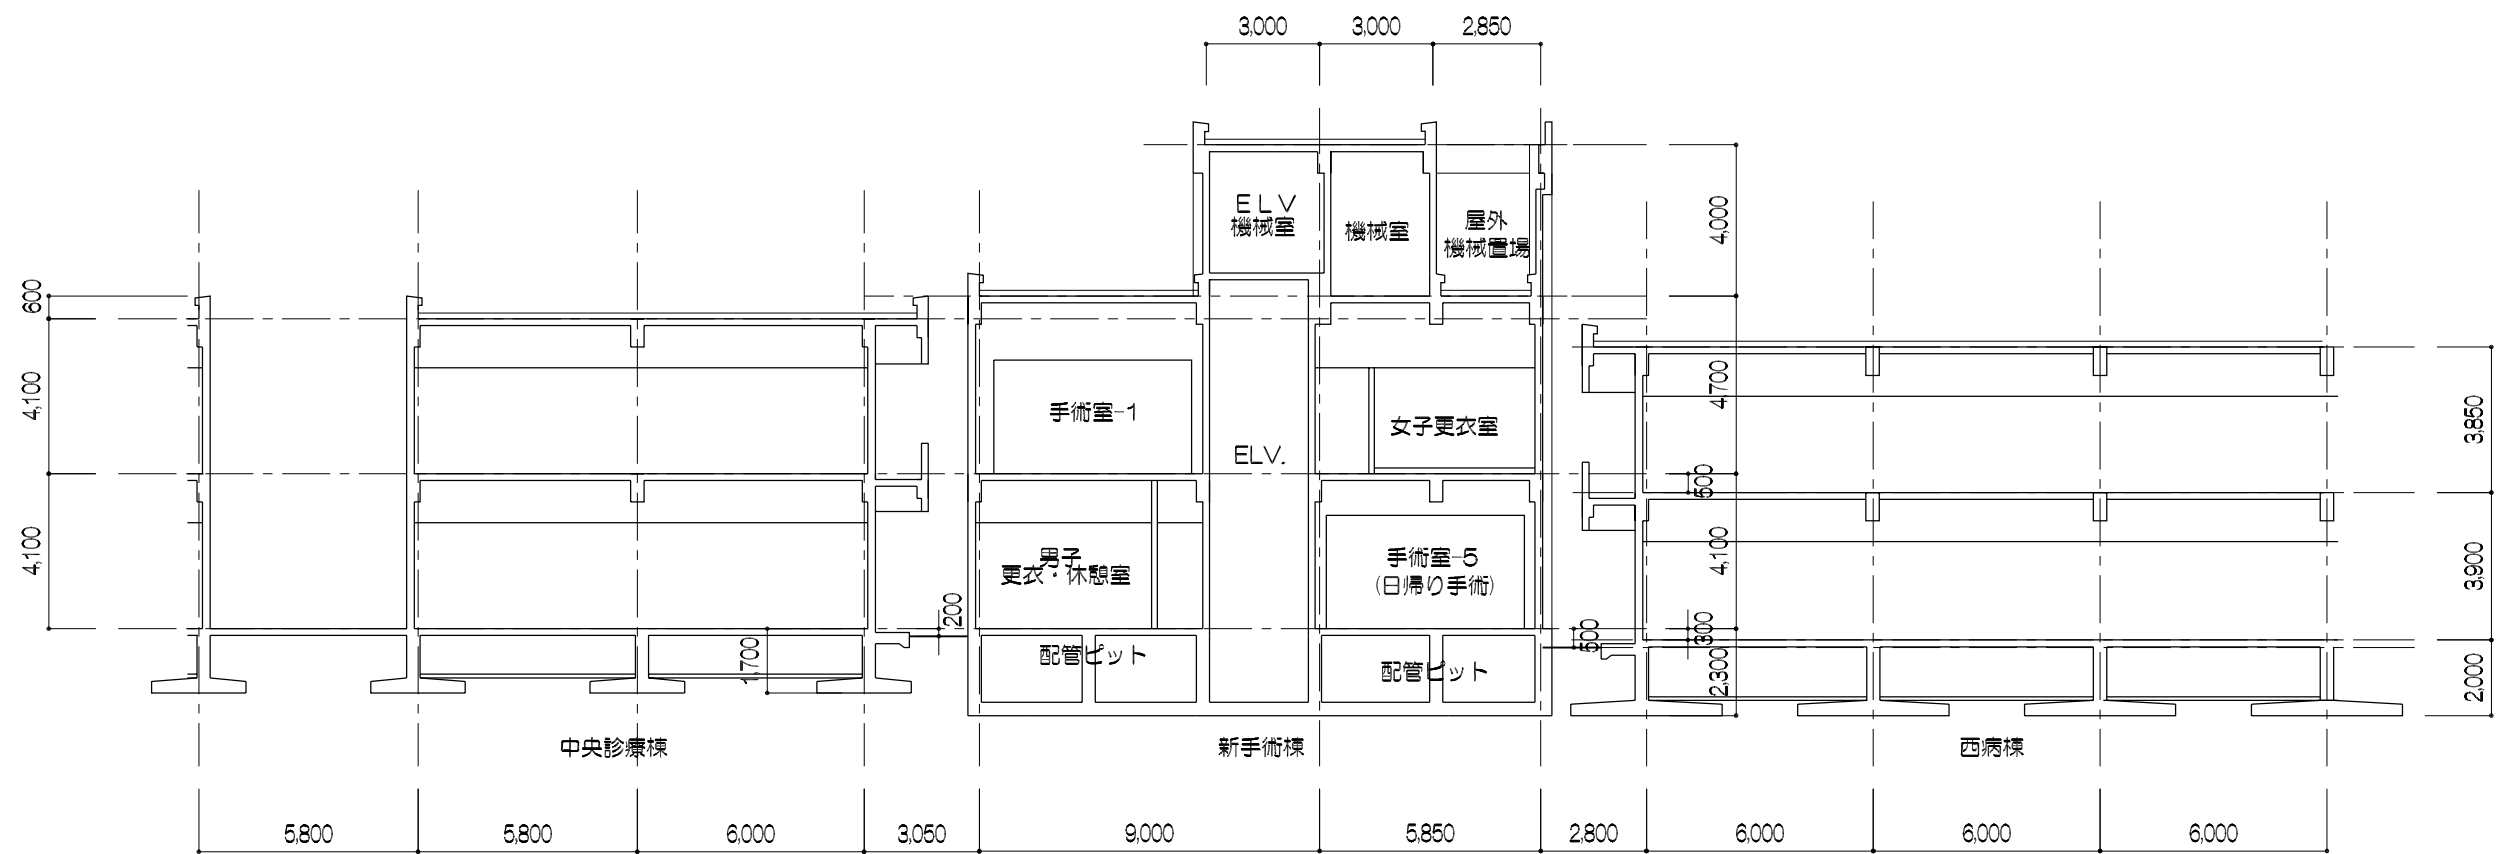 3,000
3,000
2,850
ELV
機械室
機械室
屋外
機械置場
4,000
600
4,100
4,700
手術室-1
女子更衣室
ELV.
3,850
500
4,100
男子
更衣・休憩室
手術室-5
(日帰り手術)
4,100
3,900
200
500
300
1,700
配管ピット
配管ピット
2,300
2,000
中央診療棟
新手術棟
西病棟
5,800
5,800
6,000
3,050
9,000
5,850
2,800
6,000
6,000
6,000